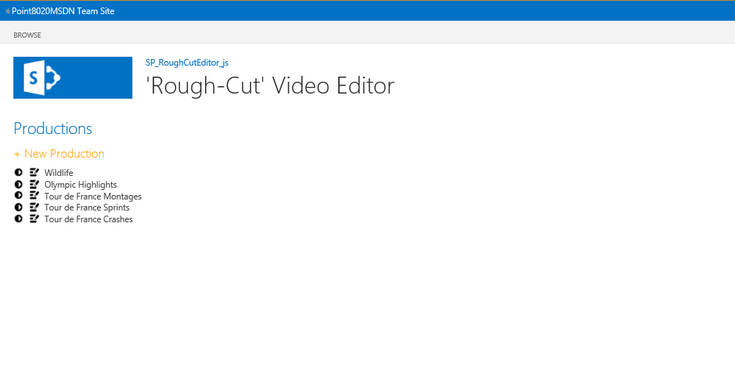 Point8020MSDN Team Site
BROWSE
S
SP_RoughCutEditor_js
'Rough-Cut' Video Editor
Productions
+ New Production
Wildlife
Olympic Highlights
Tour de France Montages
Tour de France Sprints
Tour de France Crashes